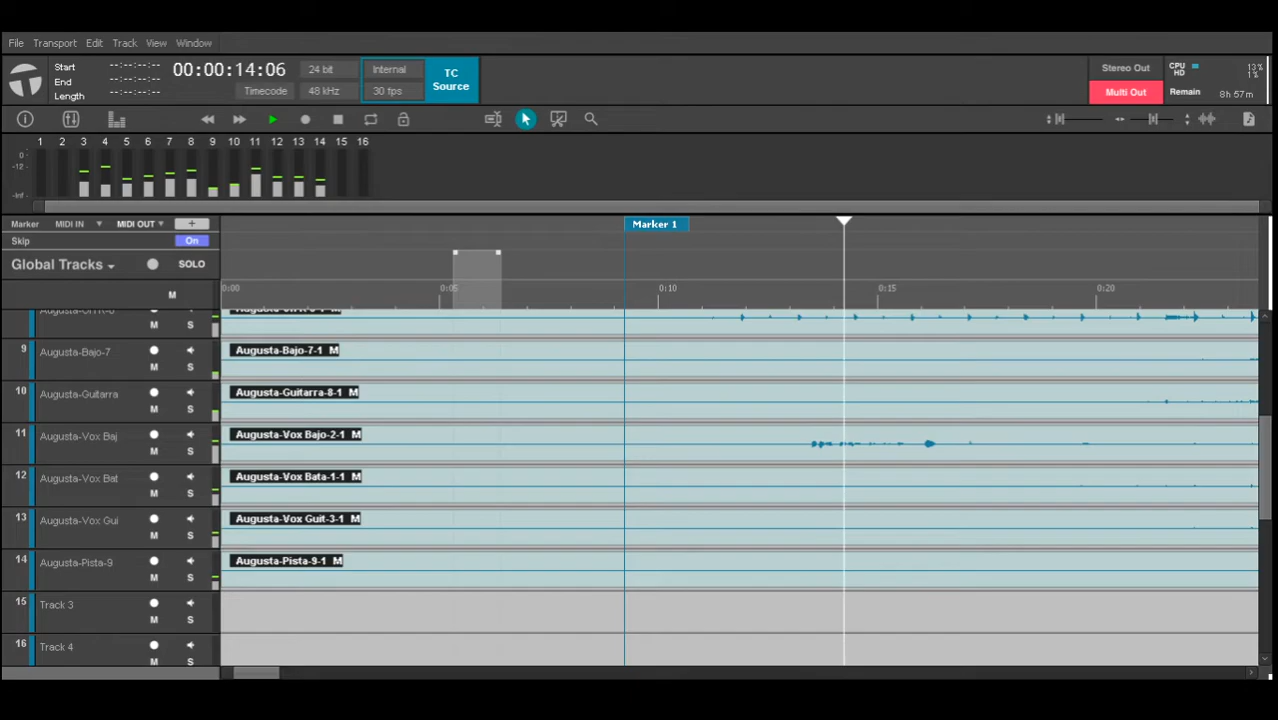 File Transport Edit Track View Window
Start --:--:--:-- 00:00:14:06 24 bit Internal TC Source Stereo Out CPU 13%
End --:--:--:-- HD 1%
Length --:--:--:-- Timecode 48 kHz 30 fps Multi Out Remain 8h 57m
1 2 3 4 5 6 7 8 9 10 11 12 13 14 15 16
0
-12
-inf
Marker MIDI IN MIDI OUT + Marker 1
Skip On
Global Tracks SOLO
0:00 0:05 0:10 0:15 0:20
M
M S
9 Augusta-Bajo-7 Augusta-Bajo-7-1 M
M S
10 Augusta-Guitarra Augusta-Guitarra-8-1 M
M S
11 Augusta-Vox Baj Augusta-Vox Bajo-2-1 M
M S
12 Augusta-Vox Bat Augusta-Vox Bata-1-1 M
M S
13 Augusta-Vox Gui Augusta-Vox Guit-3-1 M
M S
14 Augusta-Pista-9 Augusta-Pista-9-1 M
M S
15 Track 3
M S
16 Track 4
M S